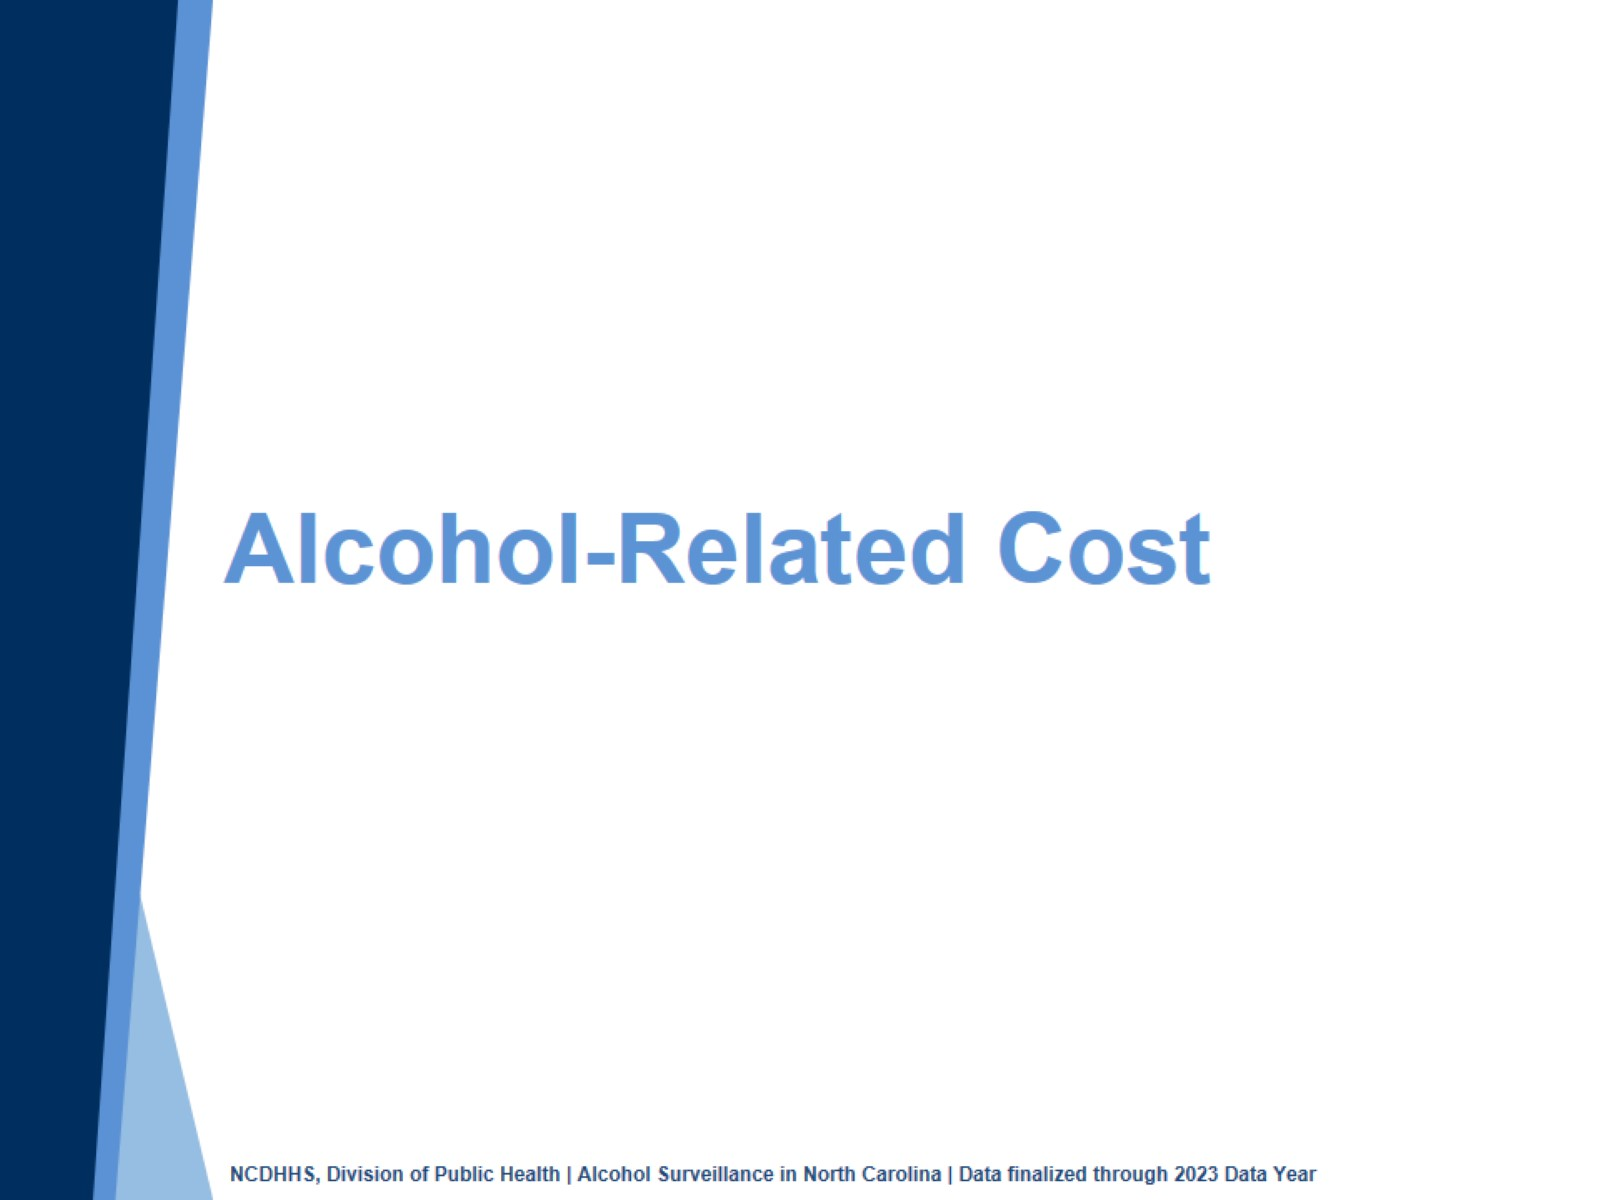 Alcohol-Related Cost
NCDHHS, Division of Public Health | Alcohol Surveillance in North Carolina | Data finalized through 2023 Data Year